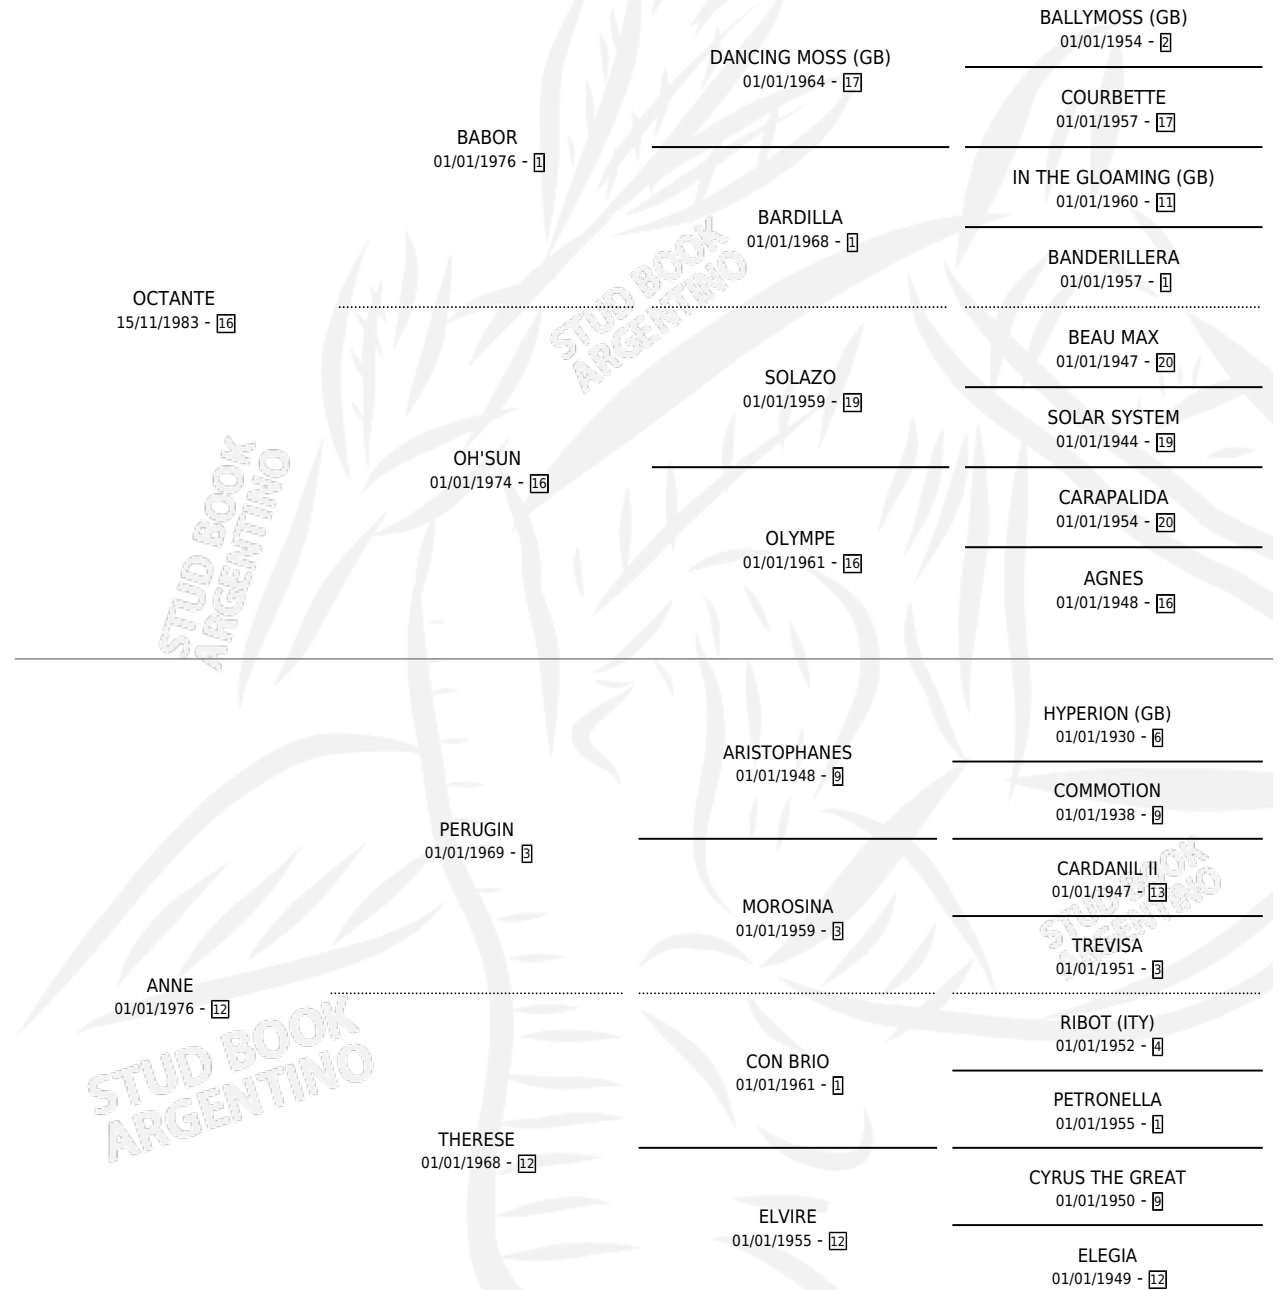 BALLYMOSS (GB)
01/01/1954 - 2
DANCING MOSS (GB)
01/01/1964 - 17
COURBETTE
01/01/1957 - 17
BABOR
01/01/1976 - 1
IN THE GLOAMING (GB)
01/01/1960 - 11
BARDILLA
01/01/1968 - 1
BANDERILLERA
01/01/1957 - 1
OCTANTE
15/11/1983 - 16
STUD BOOK
ARGENTINO
BEAU MAX
01/01/1947 - 20
SOLAZO
01/01/1959 - 19
SOLAR SYSTEM
01/01/1944 - 19
OH'SUN
01/01/1974 - 16
CARAPALIDA
01/01/1954 - 20
OLYMPE
01/01/1961 - 16
AGNES
01/01/1948 - 16
STUD BOOK
ARGENTINO
HYPERION (GB)
01/01/1930 - 6
ARISTOPHANES
01/01/1948 - 9
COMMOTION
01/01/1938 - 9
PERUGIN
01/01/1969 - 3
CARDANIL II
01/01/1947 - 13
MOROSINA
01/01/1959 - 3
STUD BOOK
ARGENTINO
TREVISA
01/01/1951 - 3
ANNE
01/01/1976 - 12
RIBOT (ITY)
01/01/1952 - 4
CON BRIO
01/01/1961 - 1
PETRONELLA
01/01/1955 - 1
STUD BOOK
ARGENTINO
THERESE
01/01/1968 - 12
CYRUS THE GREAT
01/01/1950 - 9
ELVIRE
01/01/1955 - 12
ELEGIA
01/01/1949 - 12